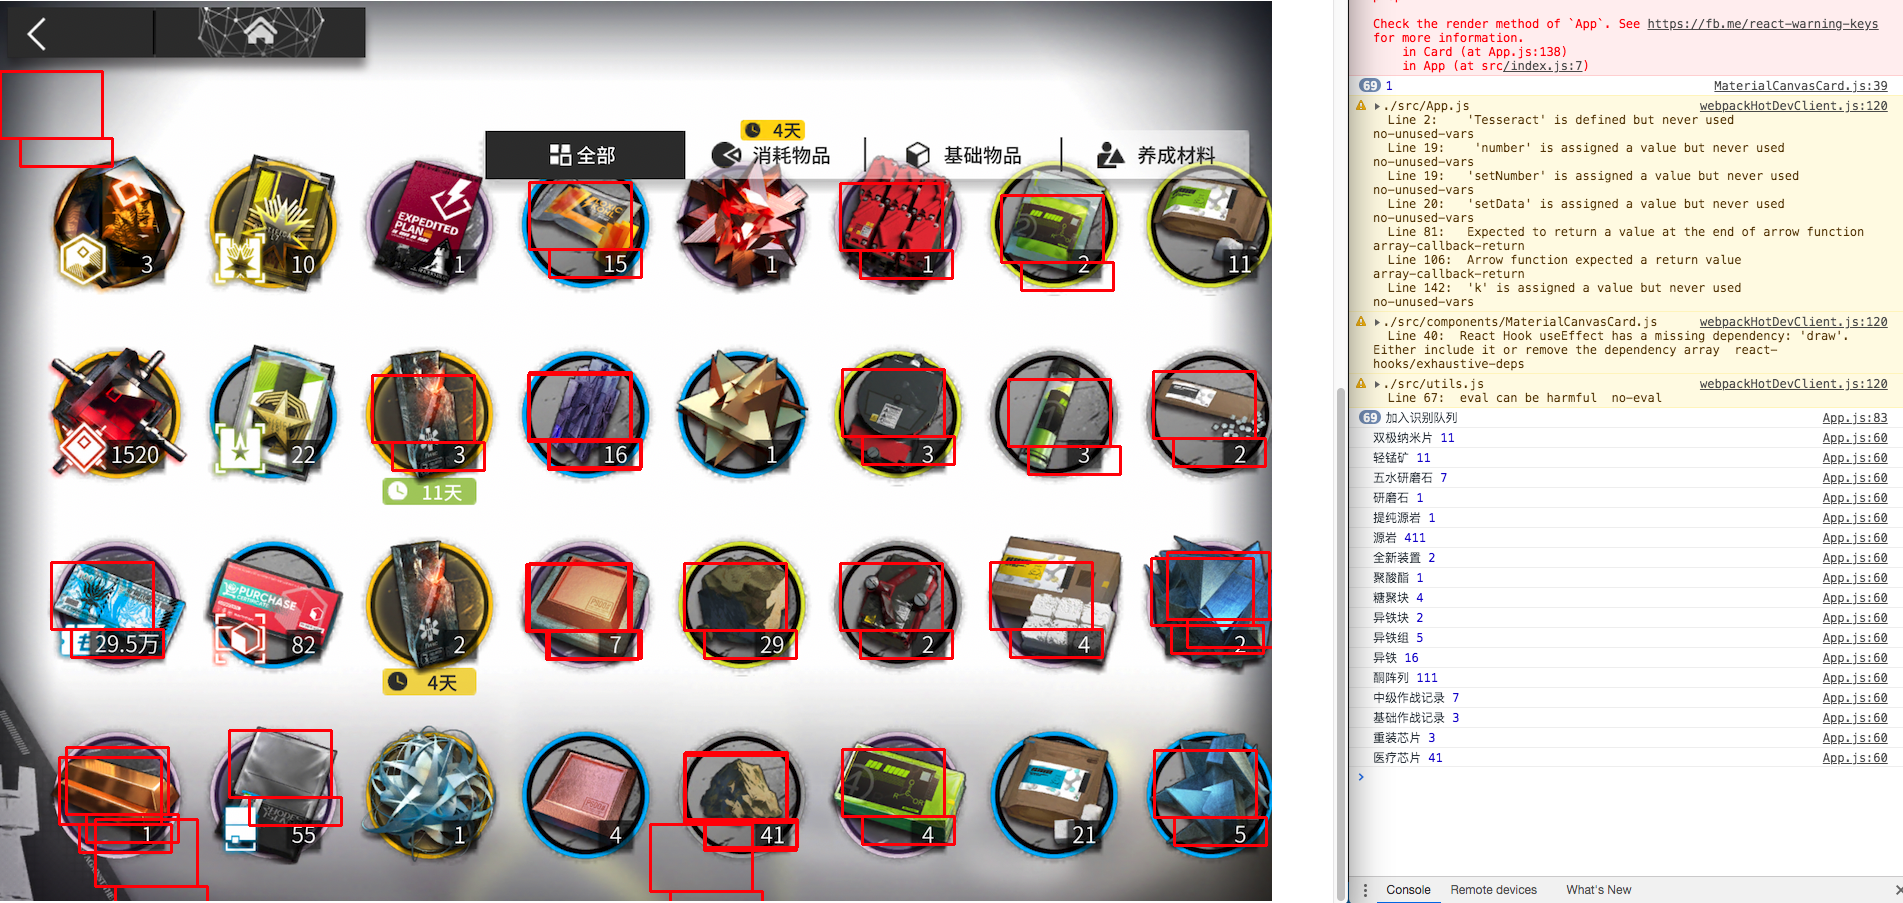 4天
全部
消耗物品
基础物品
养成材料
EXPEDITED
PLAN
3
10
1
15
1
1
2
11
1520
22
3
16
1
3
3
2
11天
PURCHASE
29.5万
82
2
7
29
2
4
2
4天
1
55
1
4
41
4
21
5
Check the render method of `App`. See https://fb.me/react-warning-keys
for more information.
in Card (at App.js:138)
in App (at src/index.js:7)
69 1 MaterialCanvasCard.js:39
./src/App.js webpackHotDevClient.js:120
Line 2: 'Tesseract' is defined but never used
no-unused-vars
Line 19: 'number' is assigned a value but never used
no-unused-vars
Line 19: 'setNumber' is assigned a value but never used
no-unused-vars
Line 20: 'setData' is assigned a value but never used
no-unused-vars
Line 81: Expected to return a value at the end of arrow function
array-callback-return
Line 106: Arrow function expected a return value
array-callback-return
Line 142: 'k' is assigned a value but never used
no-unused-vars
./src/components/MaterialCanvasCard.js webpackHotDevClient.js:120
Line 40: React Hook useEffect has a missing dependency: 'draw'.
Either include it or remove the dependency array react-
hooks/exhaustive-deps
./src/utils.js webpackHotDevClient.js:120
Line 67: eval can be harmful no-eval
69 加入识别队列 App.js:83
双极纳米片 11 App.js:60
轻锰矿 11 App.js:60
五水研磨石 7 App.js:60
研磨石 1 App.js:60
提纯源岩 1 App.js:60
源岩 411 App.js:60
全新装置 2 App.js:60
聚酸酯 1 App.js:60
糖聚块 4 App.js:60
异铁块 2 App.js:60
异铁组 5 App.js:60
异铁 16 App.js:60
酮阵列 111 App.js:60
中级作战记录 7 App.js:60
基础作战记录 3 App.js:60
重装芯片 3 App.js:60
医疗芯片 41 App.js:60
Console Remote devices What's New